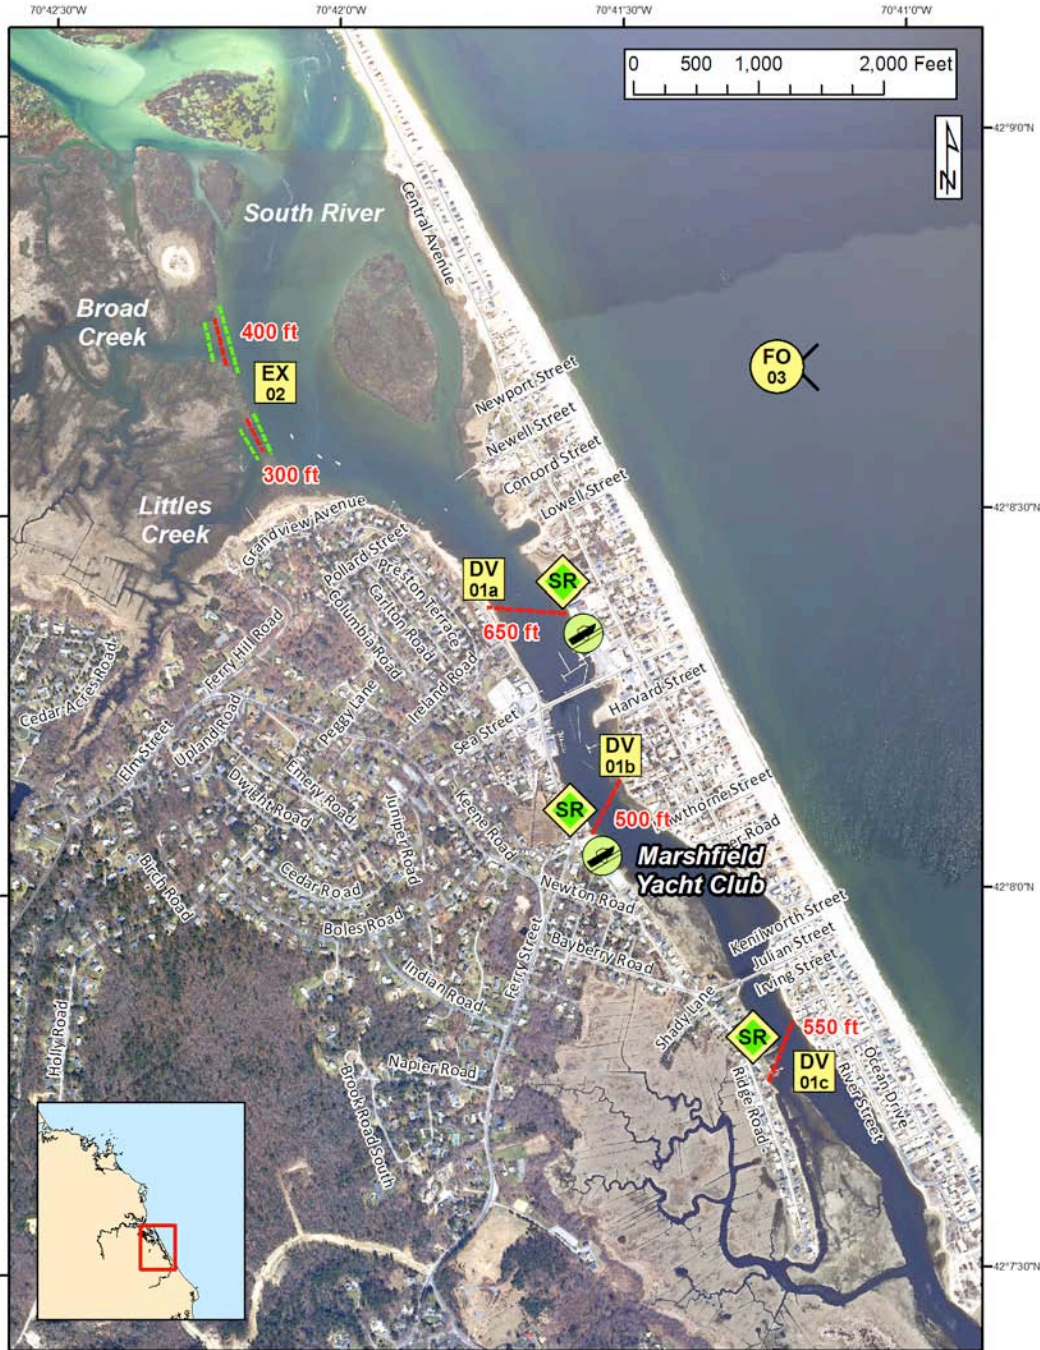 70°42'30"W
70°42'0"W
70°41'30"W
70°41'0"W
0 500 1,000 2,000 Feet
42°9'0"N
N
South River
Central Avenue
Broad
Creek
400 ft
EX
02
FO
03
Newport Street
Newell Street
Concord Street
Lowell Street
300 ft
Littles
Creek
42°8'30"N
Grandview Avenue
Pollard Street
Preston Terrace
Carlton Road
Columbia Road
DV
01a
SR
650 ft
Ferry Hill Road
Ireland Road
Cedar Acres Road
Peggy Lane
Harvard Street
Sea Street
Elm Street
Upland Road
Emery Road
Dwight Road
DV
01b
SR
500 ft
wthorne Street
er Road
Juniper Road
Keene Road
Marshfield
Yacht Club
Birch Road
Cedar Road
Newton Road
42°8'0"N
Boles Road
Bayberry Road
Kenilworth Street
Julian Street
Irving Street
Indian Road
Ferry Street
Shady Lane
Holly Road
SR
550 ft
DV
01c
Napier Road
Brook Road South
Ridge Road
River Street
Ocean Drive
42°7'30"N